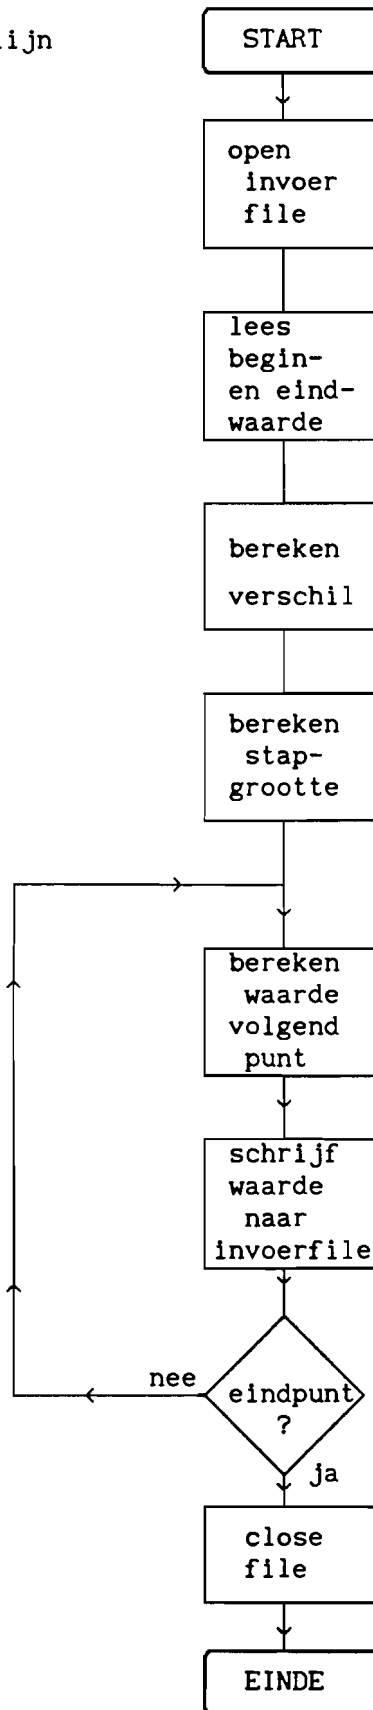 START
open
invoer
file
lees
begin-
en eind-
waarde
bereken
verschil
bereken
stap-
grootte
bereken
waarde
volgend
punt
schrijf
waarde
naar
invoerfile
nee
eindpunt
?
ja
close
file
EINDE